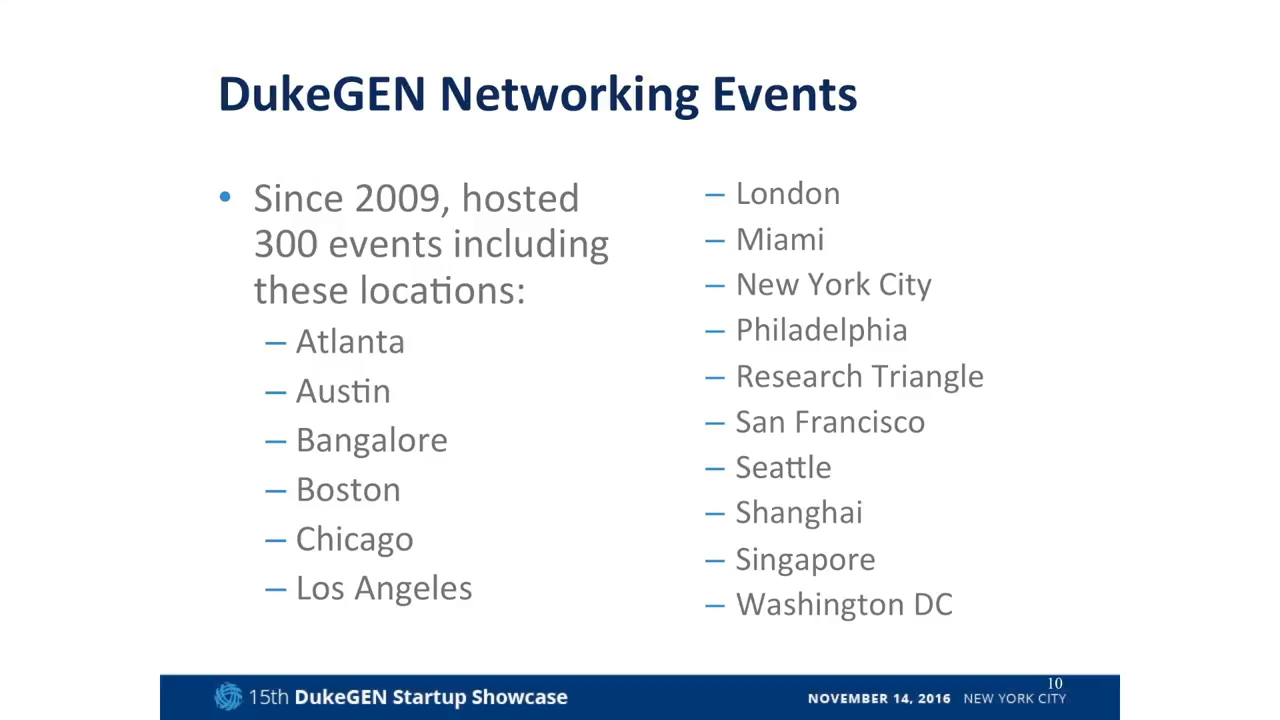 DukeGEN Networking Events
• Since 2009, hosted
300 events including
these locations:
– Atlanta
– Austin
– Bangalore
– Boston
– Chicago
– Los Angeles
– London
– Miami
– New York City
– Philadelphia
– Research Triangle
– San Francisco
– Seattle
– Shanghai
– Singapore
– Washington DC
15th DukeGEN Startup Showcase
10
NOVEMBER 14, 2016 NEW YORK CITY